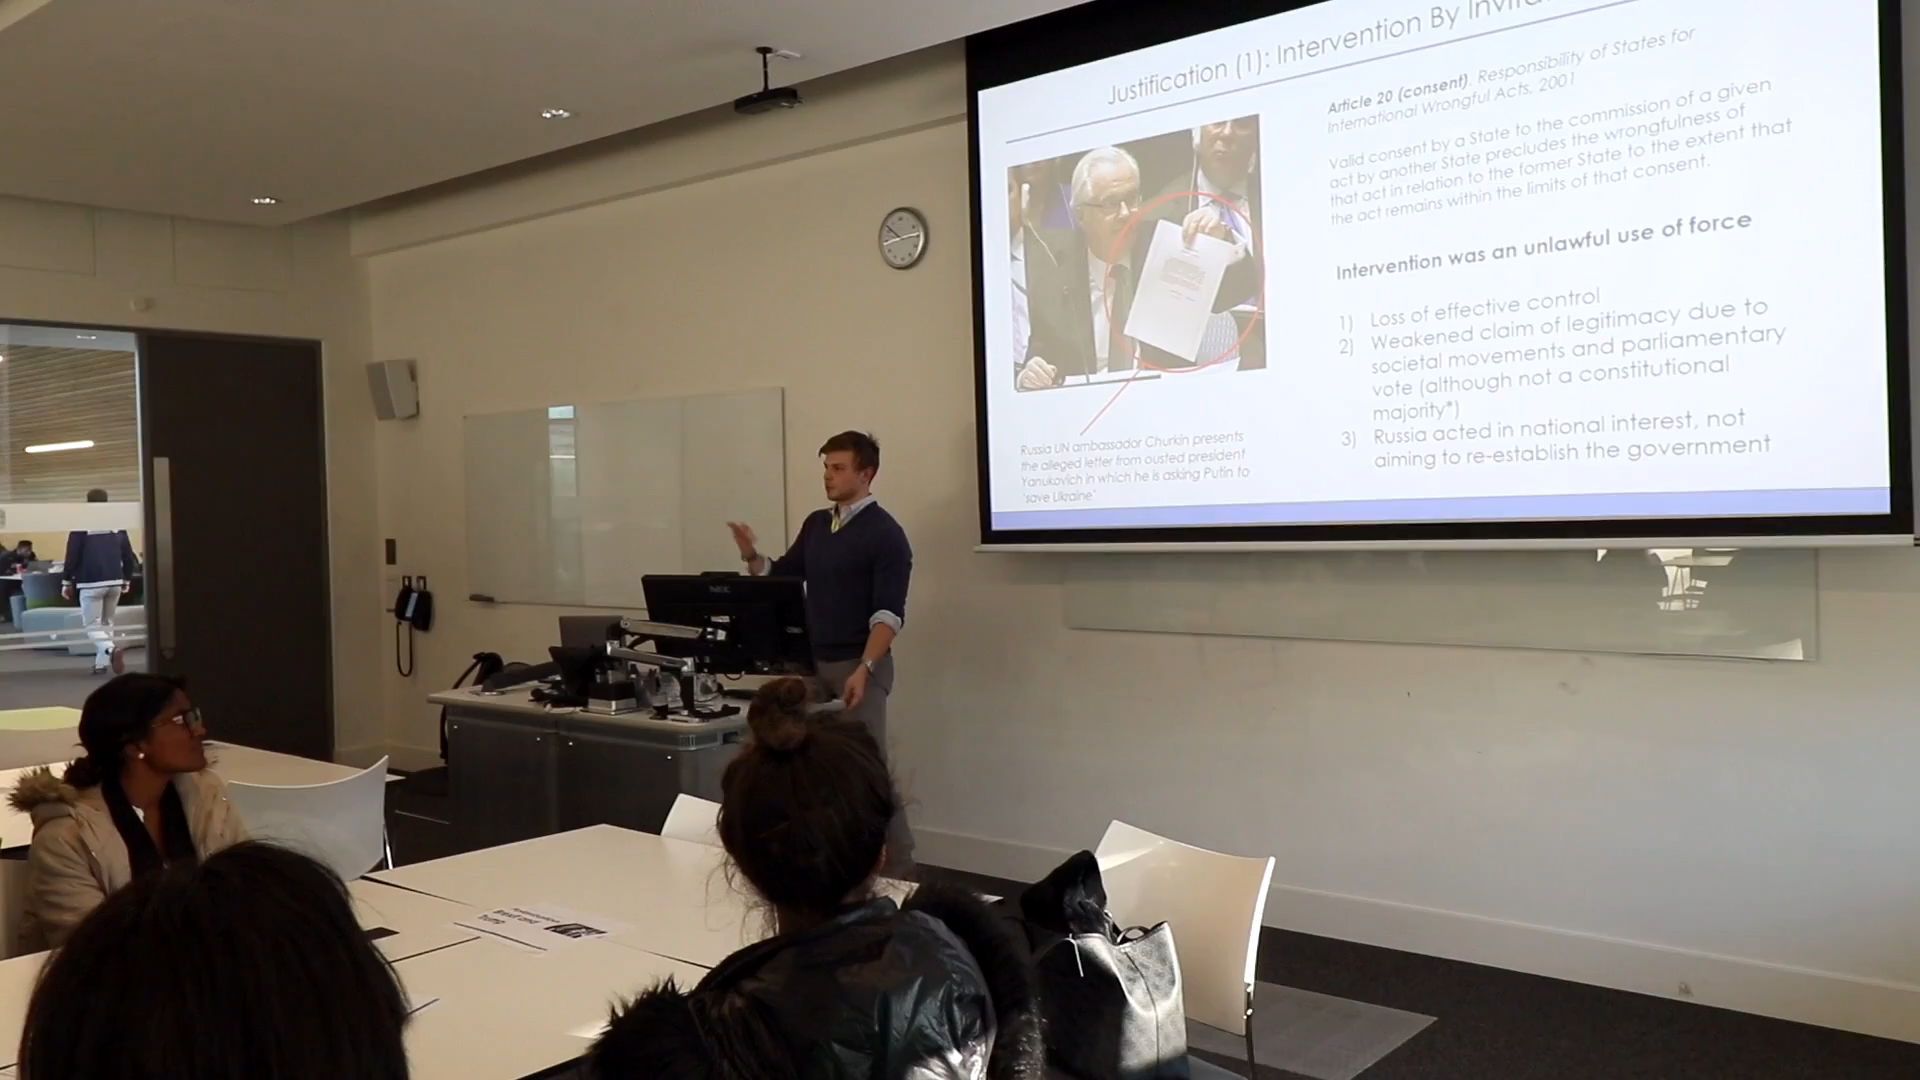 Justification (1): Intervention By
Article 20 (consent), Responsibility of States for
International Wrongful Acts, 2001
Valid consent by a State to the commission of a given
act by another State precludes the wrongfulness of
that act in relation to the former State to the extent that
the act remains within the limits of that consent.
Intervention was an unlawful use of force
1) Loss of effective control
2) Weakened claim of legitimacy due to
societal movements and parliamentary
vote (although not a constitutional
majority*)
3) Russia acted in national interest, not
aiming to re-establish the government
Russia UN ambassador Churkin presents
the alleged letter from ousted president
Yanukovich in which he is asking Putin to
'save Ukraine'
NEC